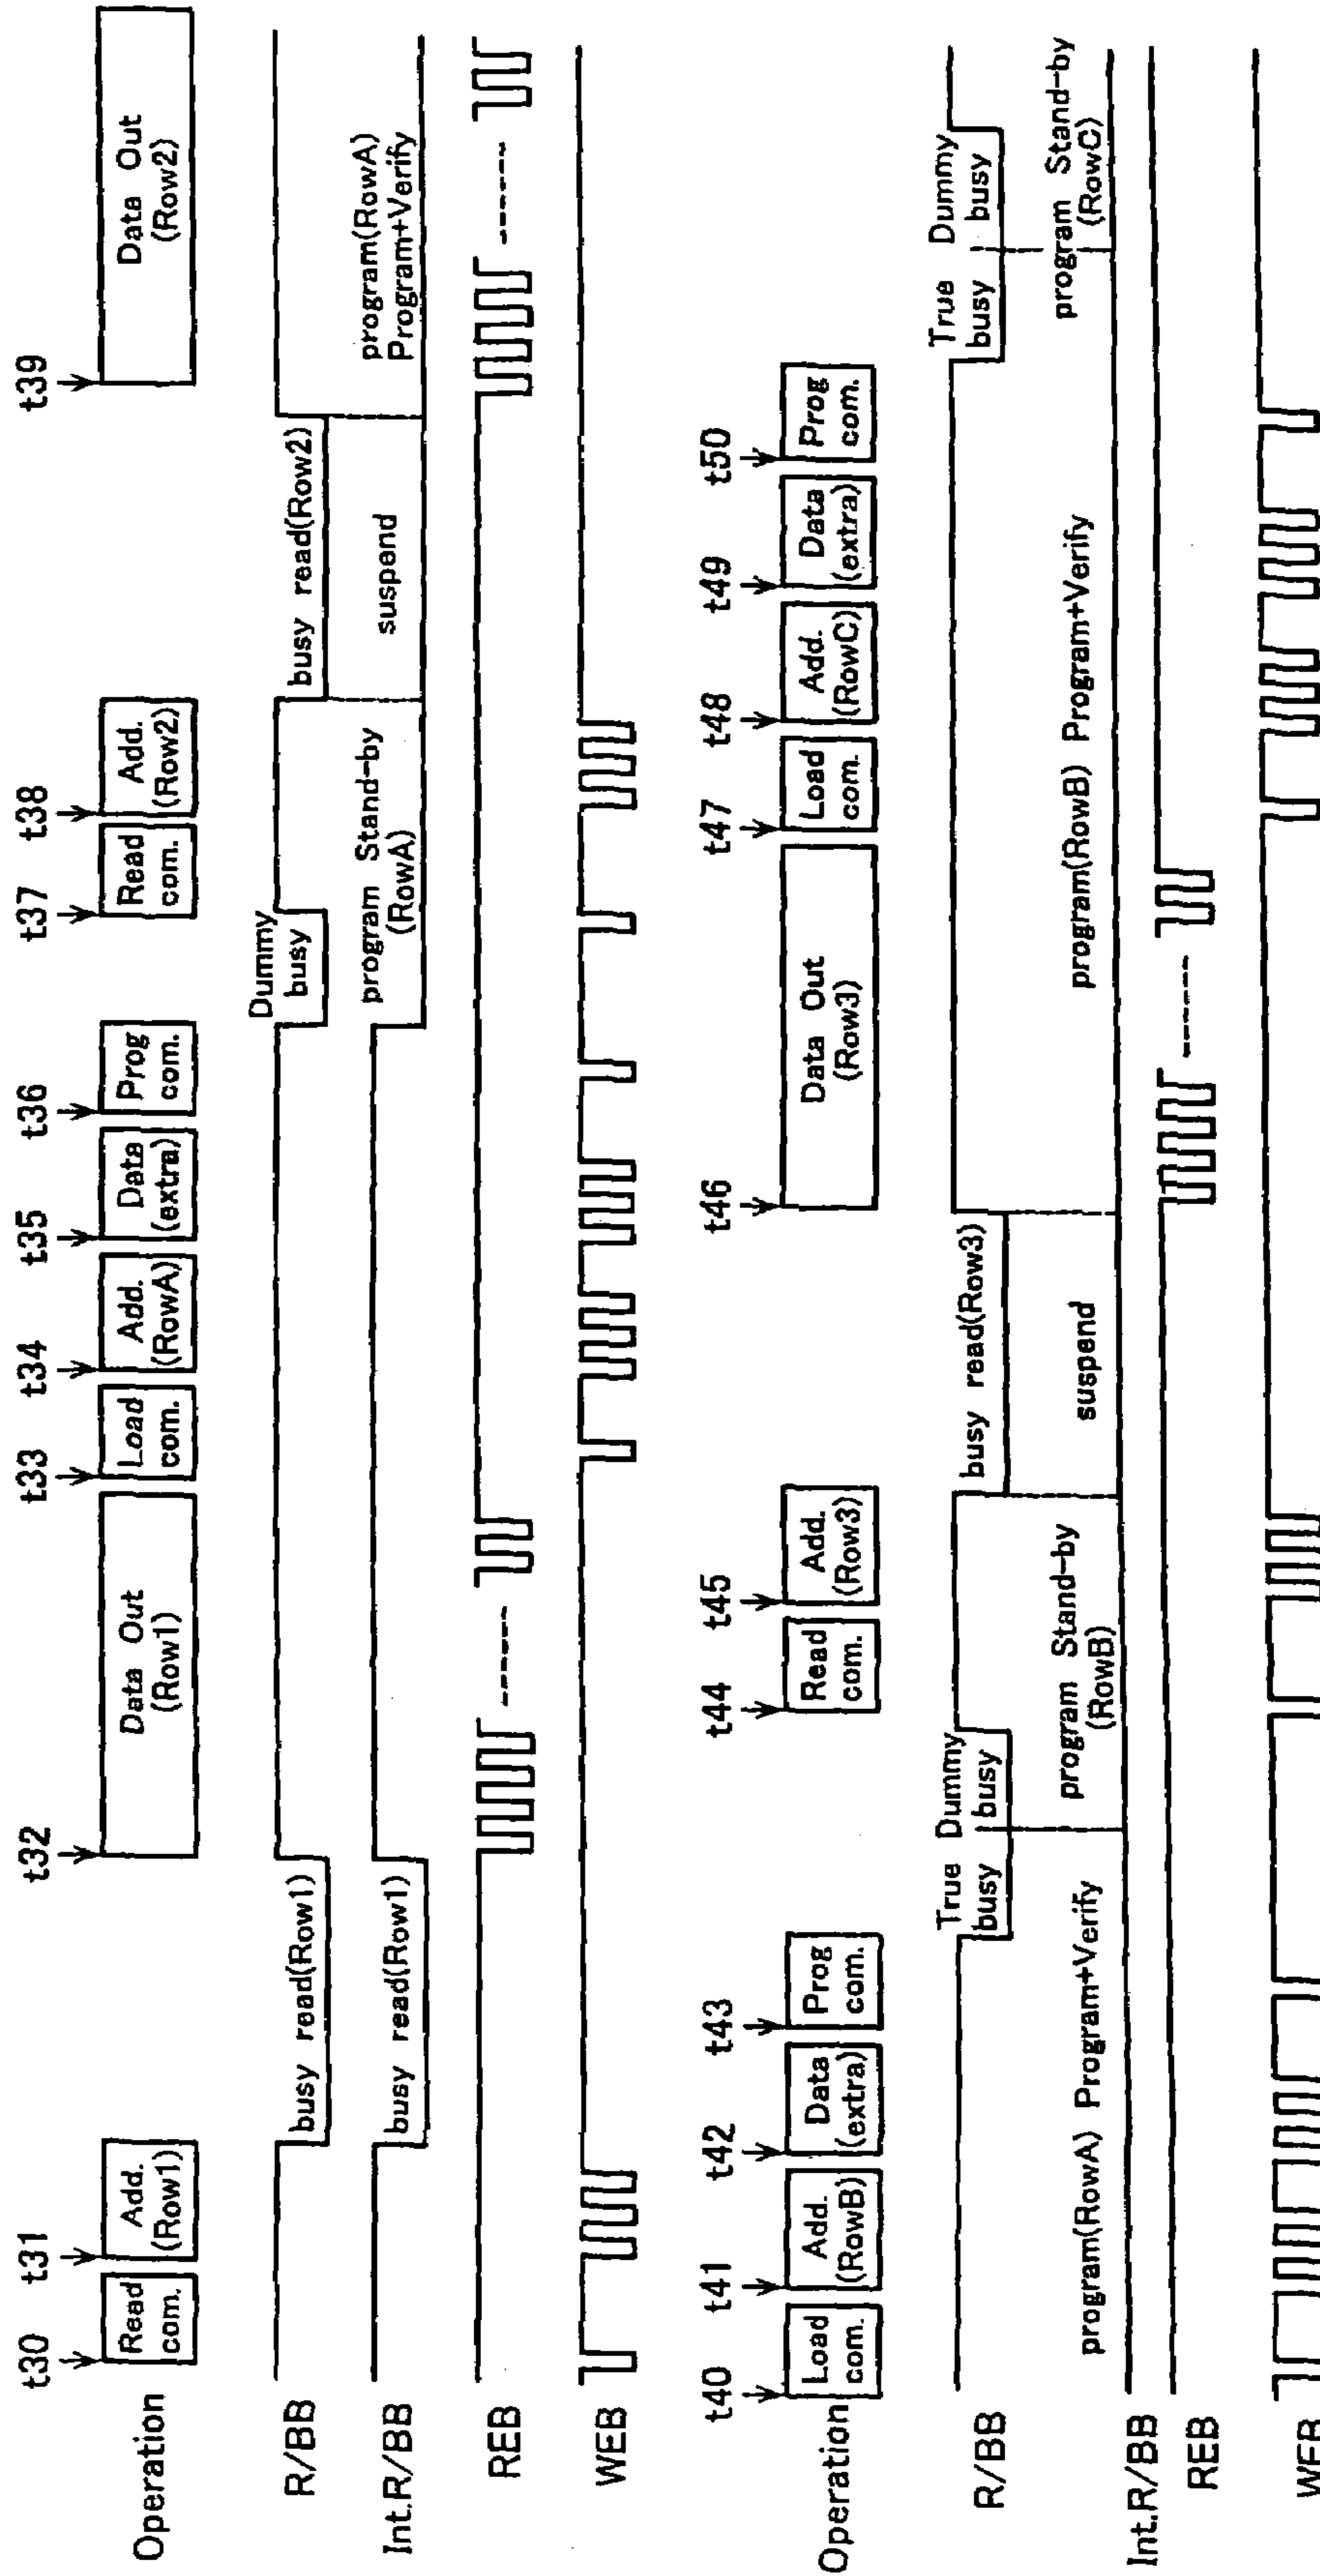 t30 t31 t32 t33 t34 t35 t36 t37 t38 t39
Operation
Read
com.
Add.
(Row1)
Data Out
(Row1)
Load
com.
Add.
(RowA)
Data
(extra)
Prog
com.
Read
com.
Add.
(Row2)
Data Out
(Row2)
R/BB
busy read(Row1)
Dummy
busy
busy read(Row2)
Int.R/BB
busy read(Row1)
program Stand-by
(RowA)
suspend
program(RowA)
Program+Verify
REB
WEB
t40 t41 t42 t43 t44 t45 t46 t47 t48 t49 t50
Operation
Load
com.
Add.
(RowB)
Data
(extra)
Prog
com.
Read
com.
Add.
(Row3)
Data Out
(Row3)
Load
com.
Add.
(RowC)
Data
(extra)
Prog
com.
R/BB
True
busy
Dummy
busy
busy read(Row3)
True
busy
Dummy
busy
Int.R/BB
program(RowA) Program+Verify
program Stand-by
(RowB)
suspend
program(RowB) Program+Verify
program Stand-by
(RowC)
REB
WEB